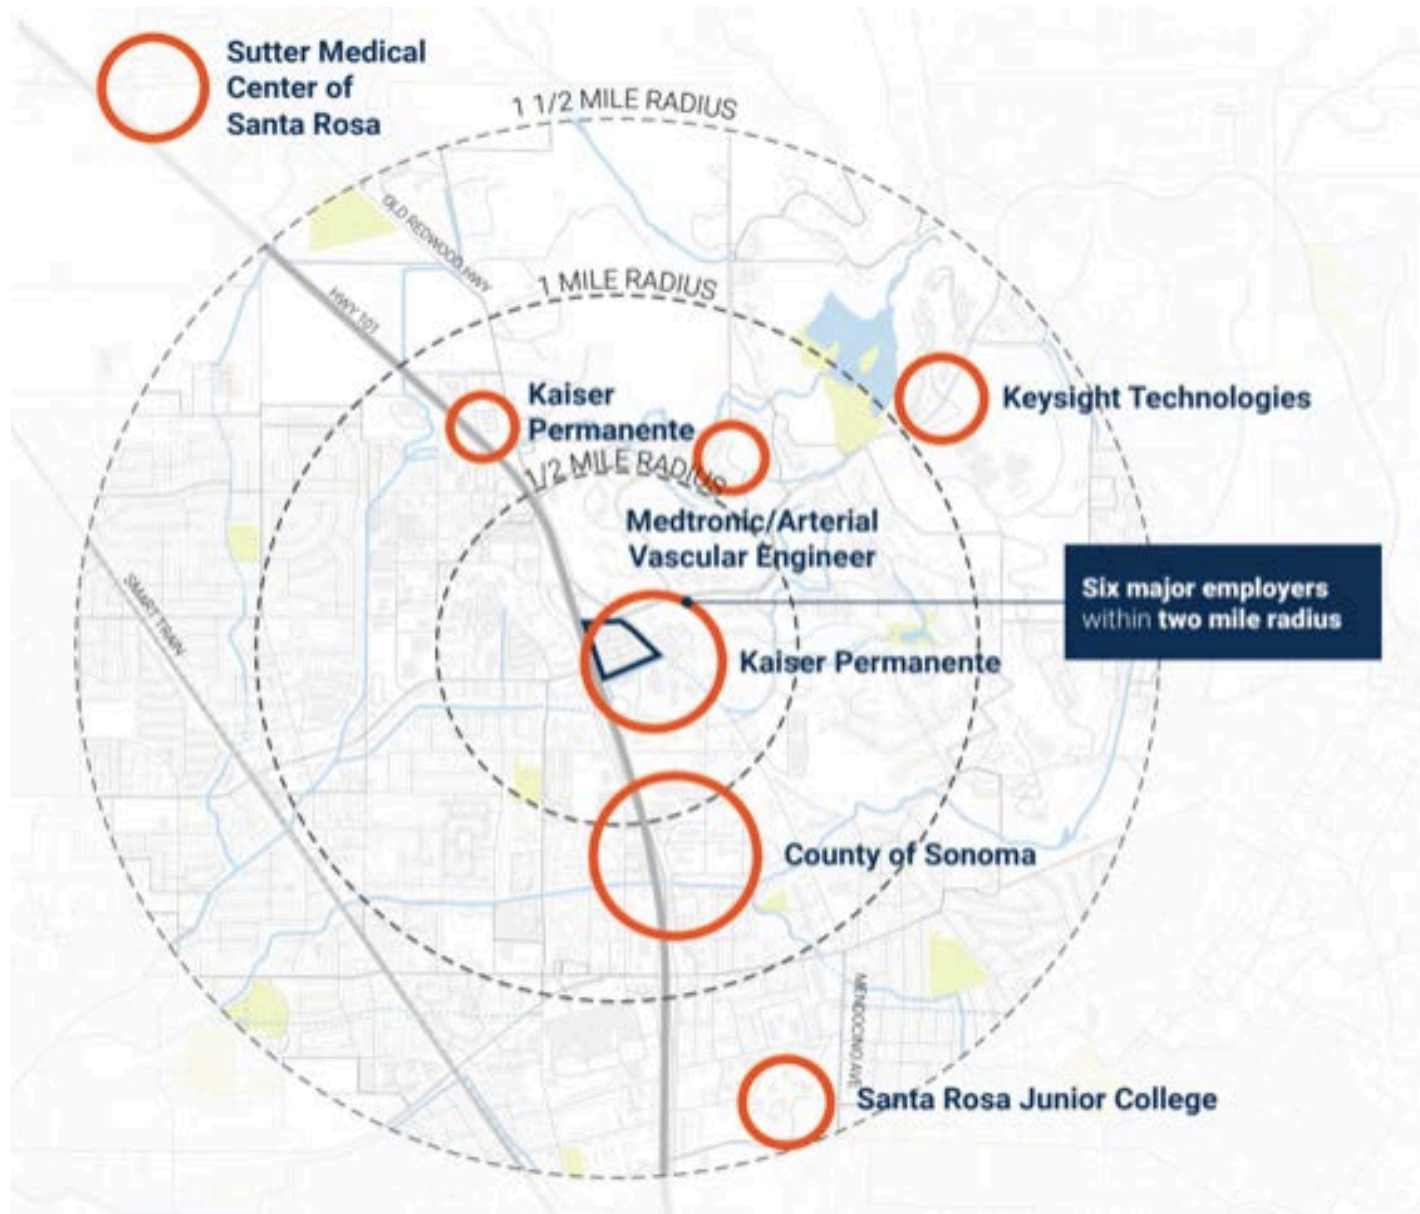 Sutter Medical
Center of
Santa Rosa
1 1/2 MILE RADIUS
OLD REDWOOD HWY
1 MILE RADIUS
HWY 101
Kaiser
Permanente
Keysight Technologies
1/2 MILE RADIUS
Medtronic/Arterial
Vascular Engineer
SMART TRAIN
Six major employers
within two mile radius
Kaiser Permanente
County of Sonoma
MENDOCINO AVE
Santa Rosa Junior College